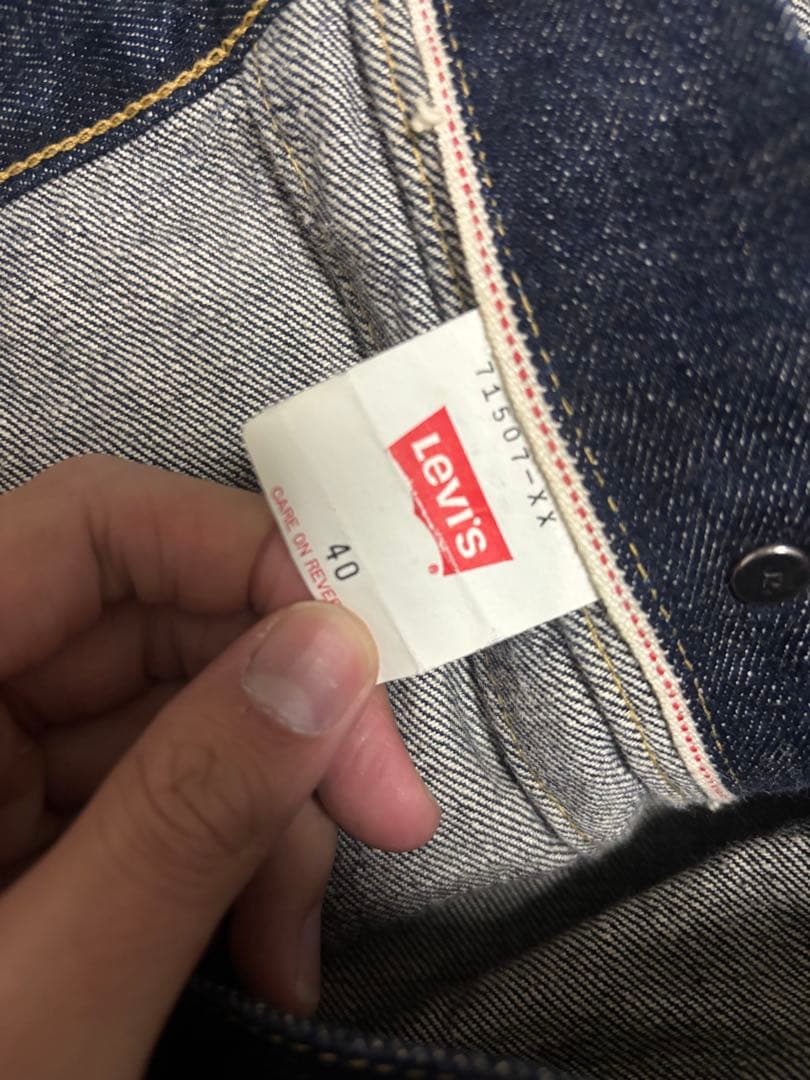 71507-XX
LEVI'S
®
40
CARE ON REVER